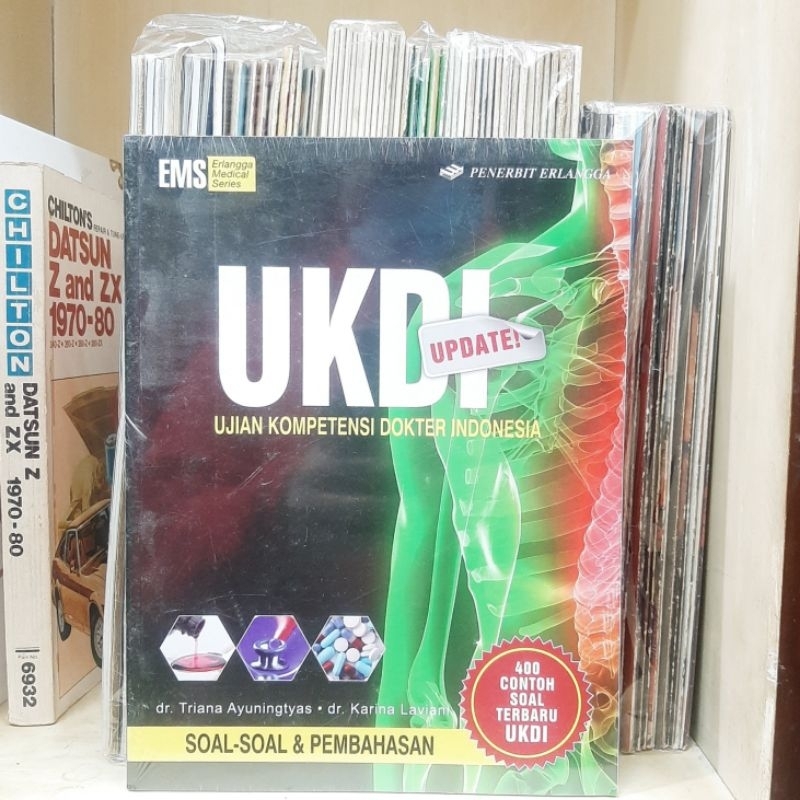 EMS
Erlangga
Medical
Series
PENERBIT ERLANGGA
UKDI
UPDATE!
UJIAN KOMPETENSI DOKTER INDONESIA
dr. Triana Ayuningtyas • dr. Karina Laviani
SOAL-SOAL & PEMBAHASAN
400
CONTOH
SOAL
TERBARU
UKDI
CHILTON
DATSUN Z
and ZX 1970-80
6932
CHILTON'S
DATSUN
Z and ZX
1970-80